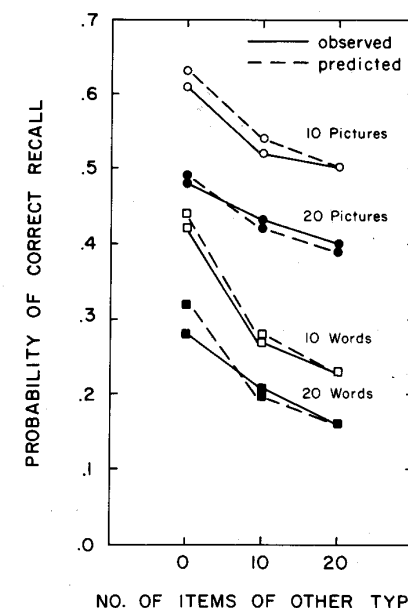 .7
.6
.5
.4
.3
.2
.1
.0
PROBABILITY OF CORRECT RECALL
observed
predicted
10 Pictures
20 Pictures
10 Words
20 Words
0 10 20
NO. OF ITEMS OF OTHER TYP